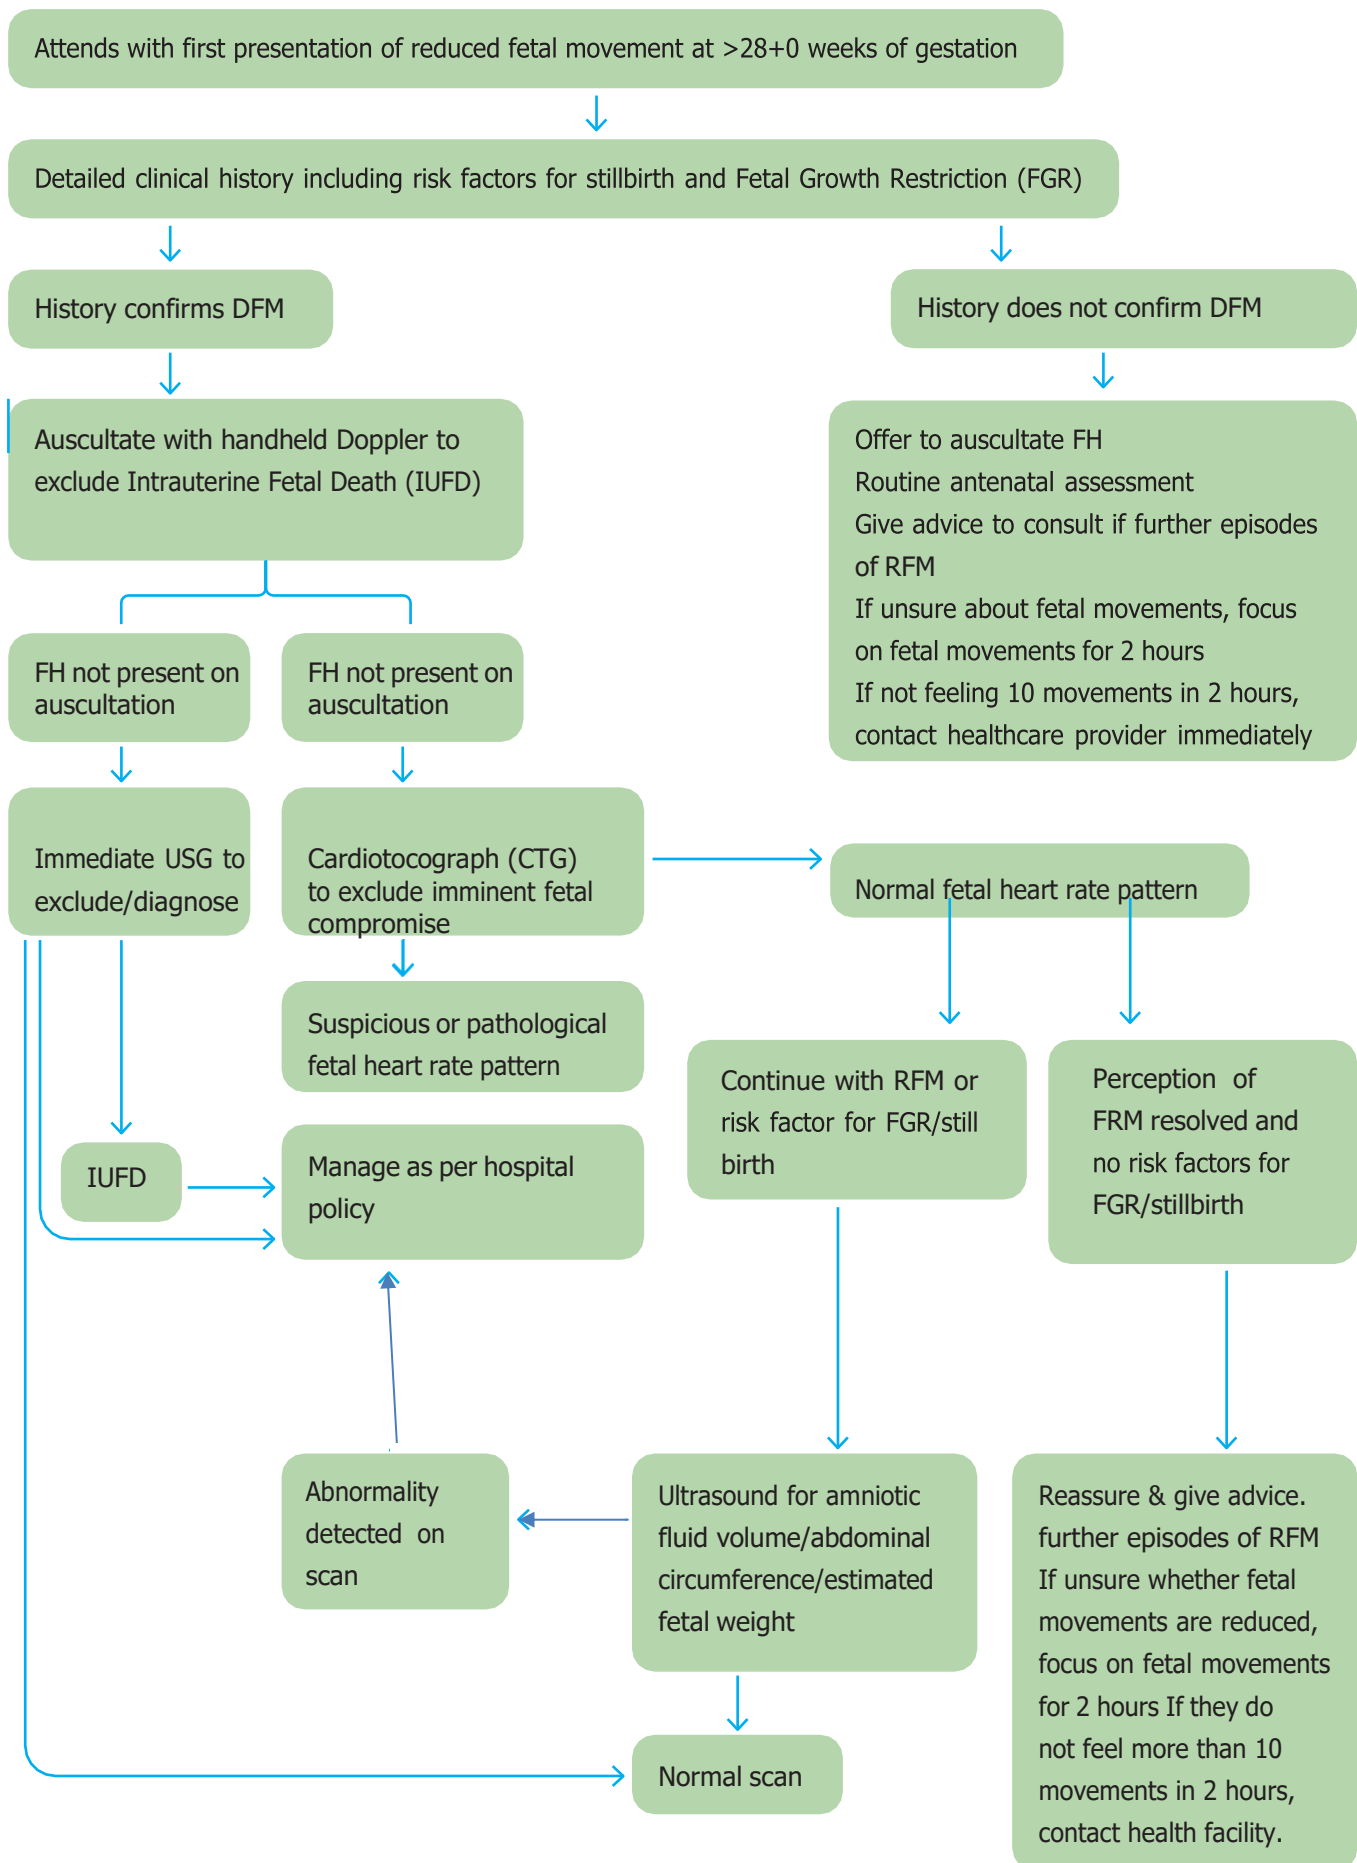 Attends with first presentation of reduced fetal movement at >28+0 weeks of gestation
Detailed clinical history including risk factors for stillbirth and Fetal Growth Restriction (FGR)
History confirms DFM
History does not confirm DFM
Auscultate with handheld Doppler to
exclude Intrauterine Fetal Death (IUFD)
Offer to auscultate FH
Routine antenatal assessment
Give advice to consult if further episodes
of RFM
If unsure about fetal movements, focus
on fetal movements for 2 hours
If not feeling 10 movements in 2 hours,
contact healthcare provider immediately
FH not present on
auscultation
FH not present on
auscultation
Immediate USG to
exclude/diagnose
Cardiotocograph (CTG)
to exclude imminent fetal
compromise
Normal fetal heart rate pattern
Suspicious or pathological
fetal heart rate pattern
Continue with RFM or
risk factor for FGR/still
birth
Perception of
FRM resolved and
no risk factors for
FGR/stillbirth
IUFD
Manage as per hospital
policy
Abnormality
detected on
scan
Ultrasound for amniotic
fluid volume/abdominal
circumference/estimated
fetal weight
Reassure & give advice.
further episodes of RFM
If unsure whether fetal
movements are reduced,
focus on fetal movements
for 2 hours If they do
not feel more than 10
movements in 2 hours,
contact health facility.
Normal scan